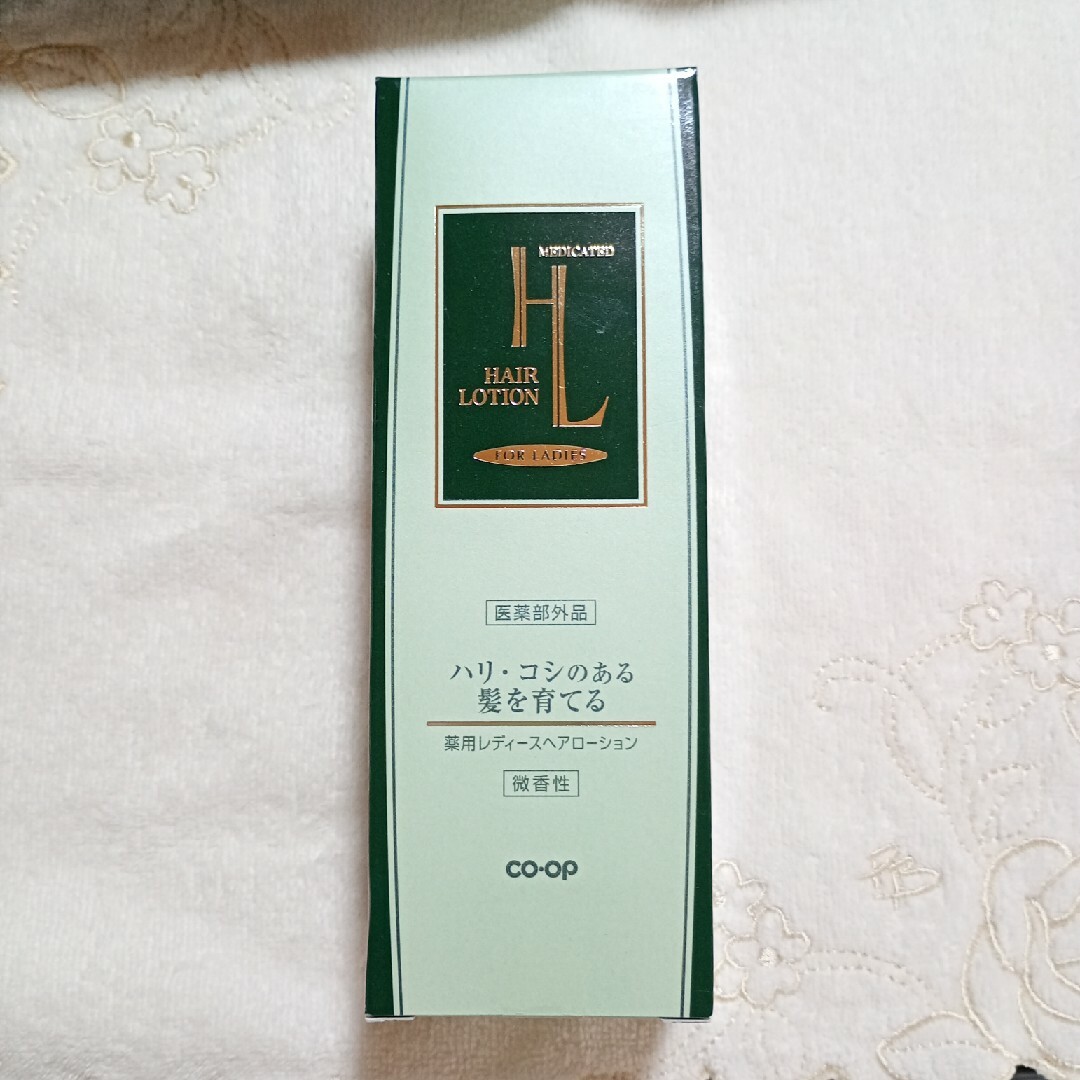 MEDICATED
HL
HAIR
LOTION
FOR LADIES
医薬部外品
ハリ・コシのある
髪を育てる
薬用レディースヘアローション
微香性
CO·OP